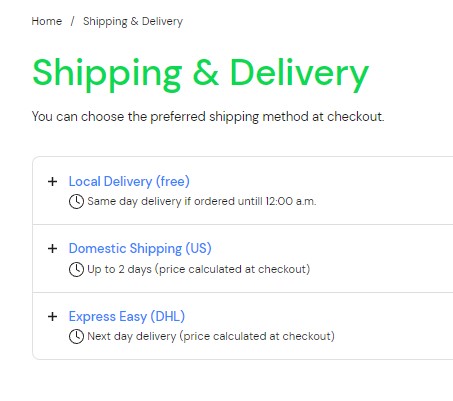 Home / Shipping & Delivery
Shipping & Delivery
You can choose the preferred shipping method at checkout.
+ Local Delivery (free)
Same day delivery if ordered untill 12:00 a.m.
+ Domestic Shipping (US)
Up to 2 days (price calculated at checkout)
+ Express Easy (DHL)
Next day delivery (price calculated at checkout)